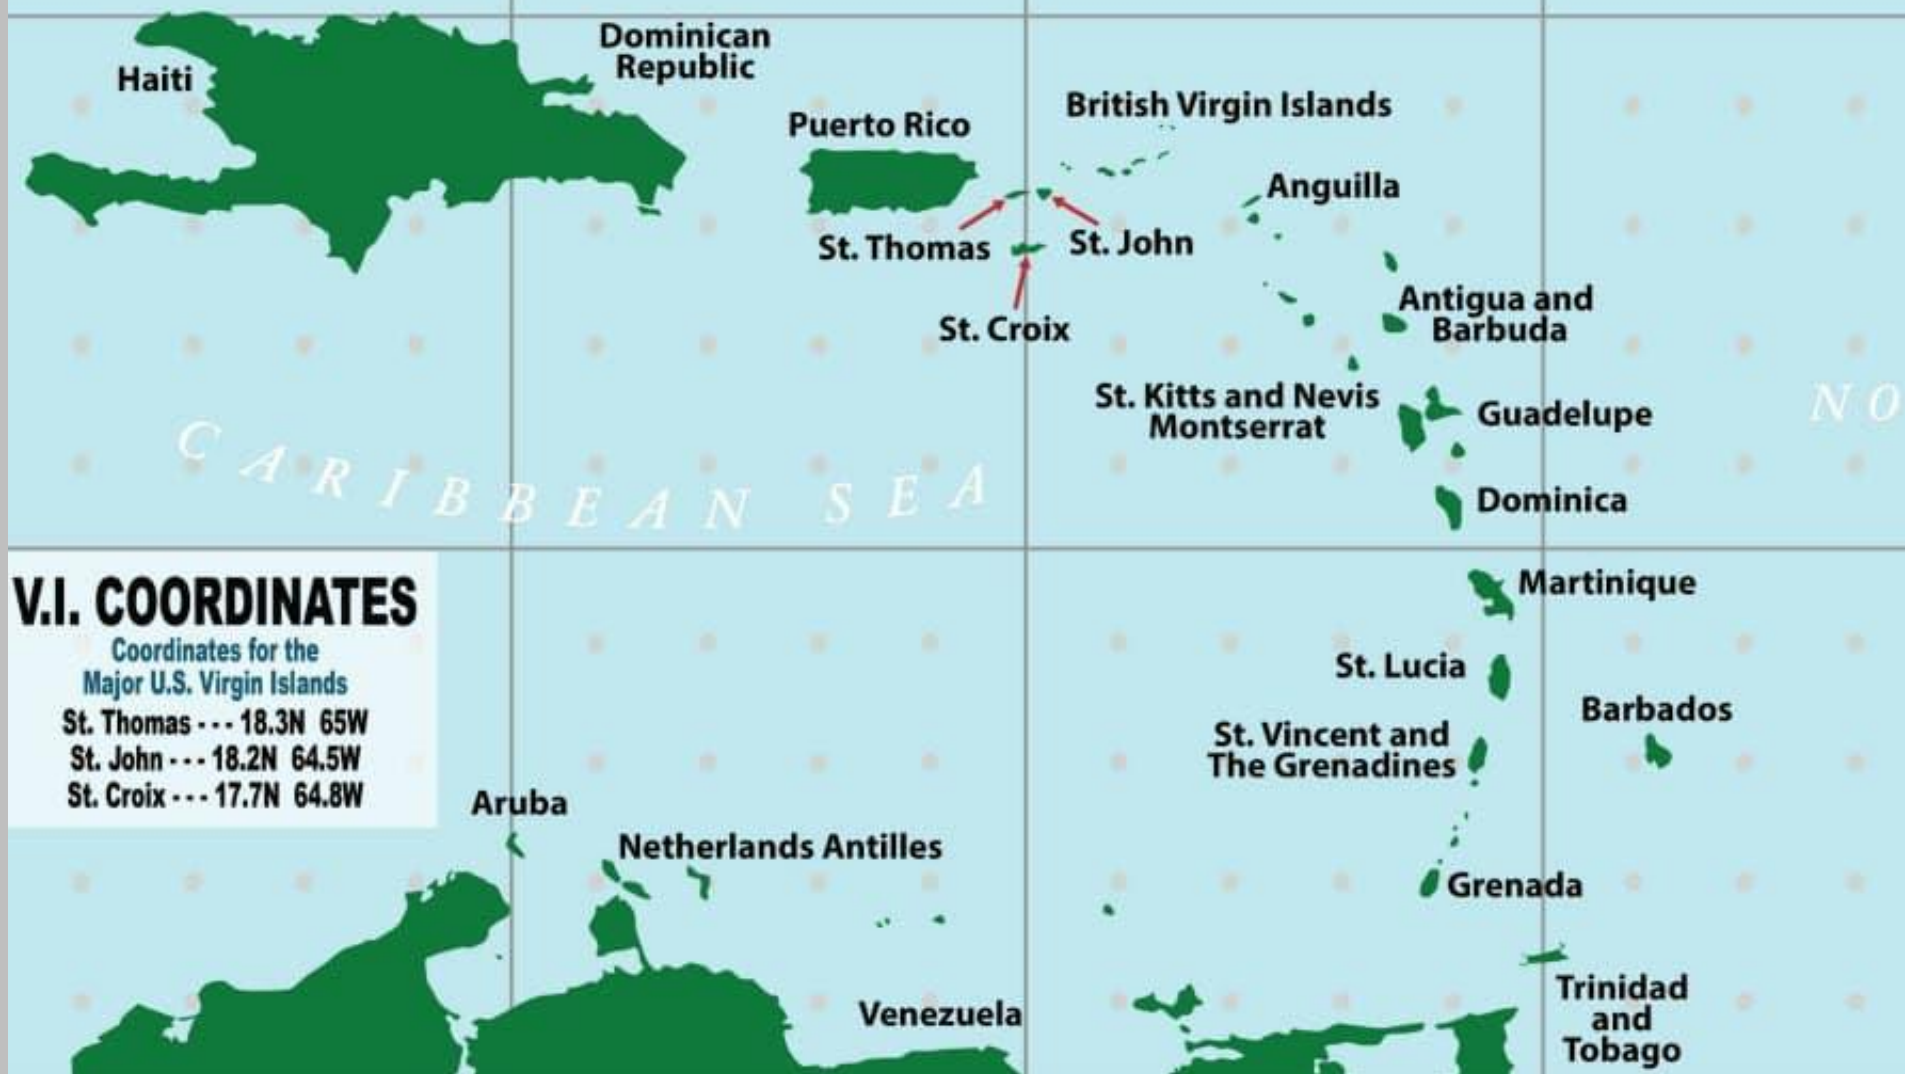 Haiti
Dominican
Republic
Puerto Rico
British Virgin Islands
Anguilla
St. Thomas
St. John
St. Croix
Antigua and
Barbuda
St. Kitts and Nevis
Montserrat
Guadelupe
NO
CARIBBEAN SEA
Dominica
V.I. COORDINATES
Coordinates for the
Major U.S. Virgin Islands
St. Thomas - - - 18.3N 65W
St. John - - - 18.2N 64.5W
St. Croix - - - 17.7N 64.8W
Martinique
St. Lucia
Barbados
St. Vincent and
The Grenadines
Aruba
Netherlands Antilles
Grenada
Venezuela
Trinidad
and
Tobago